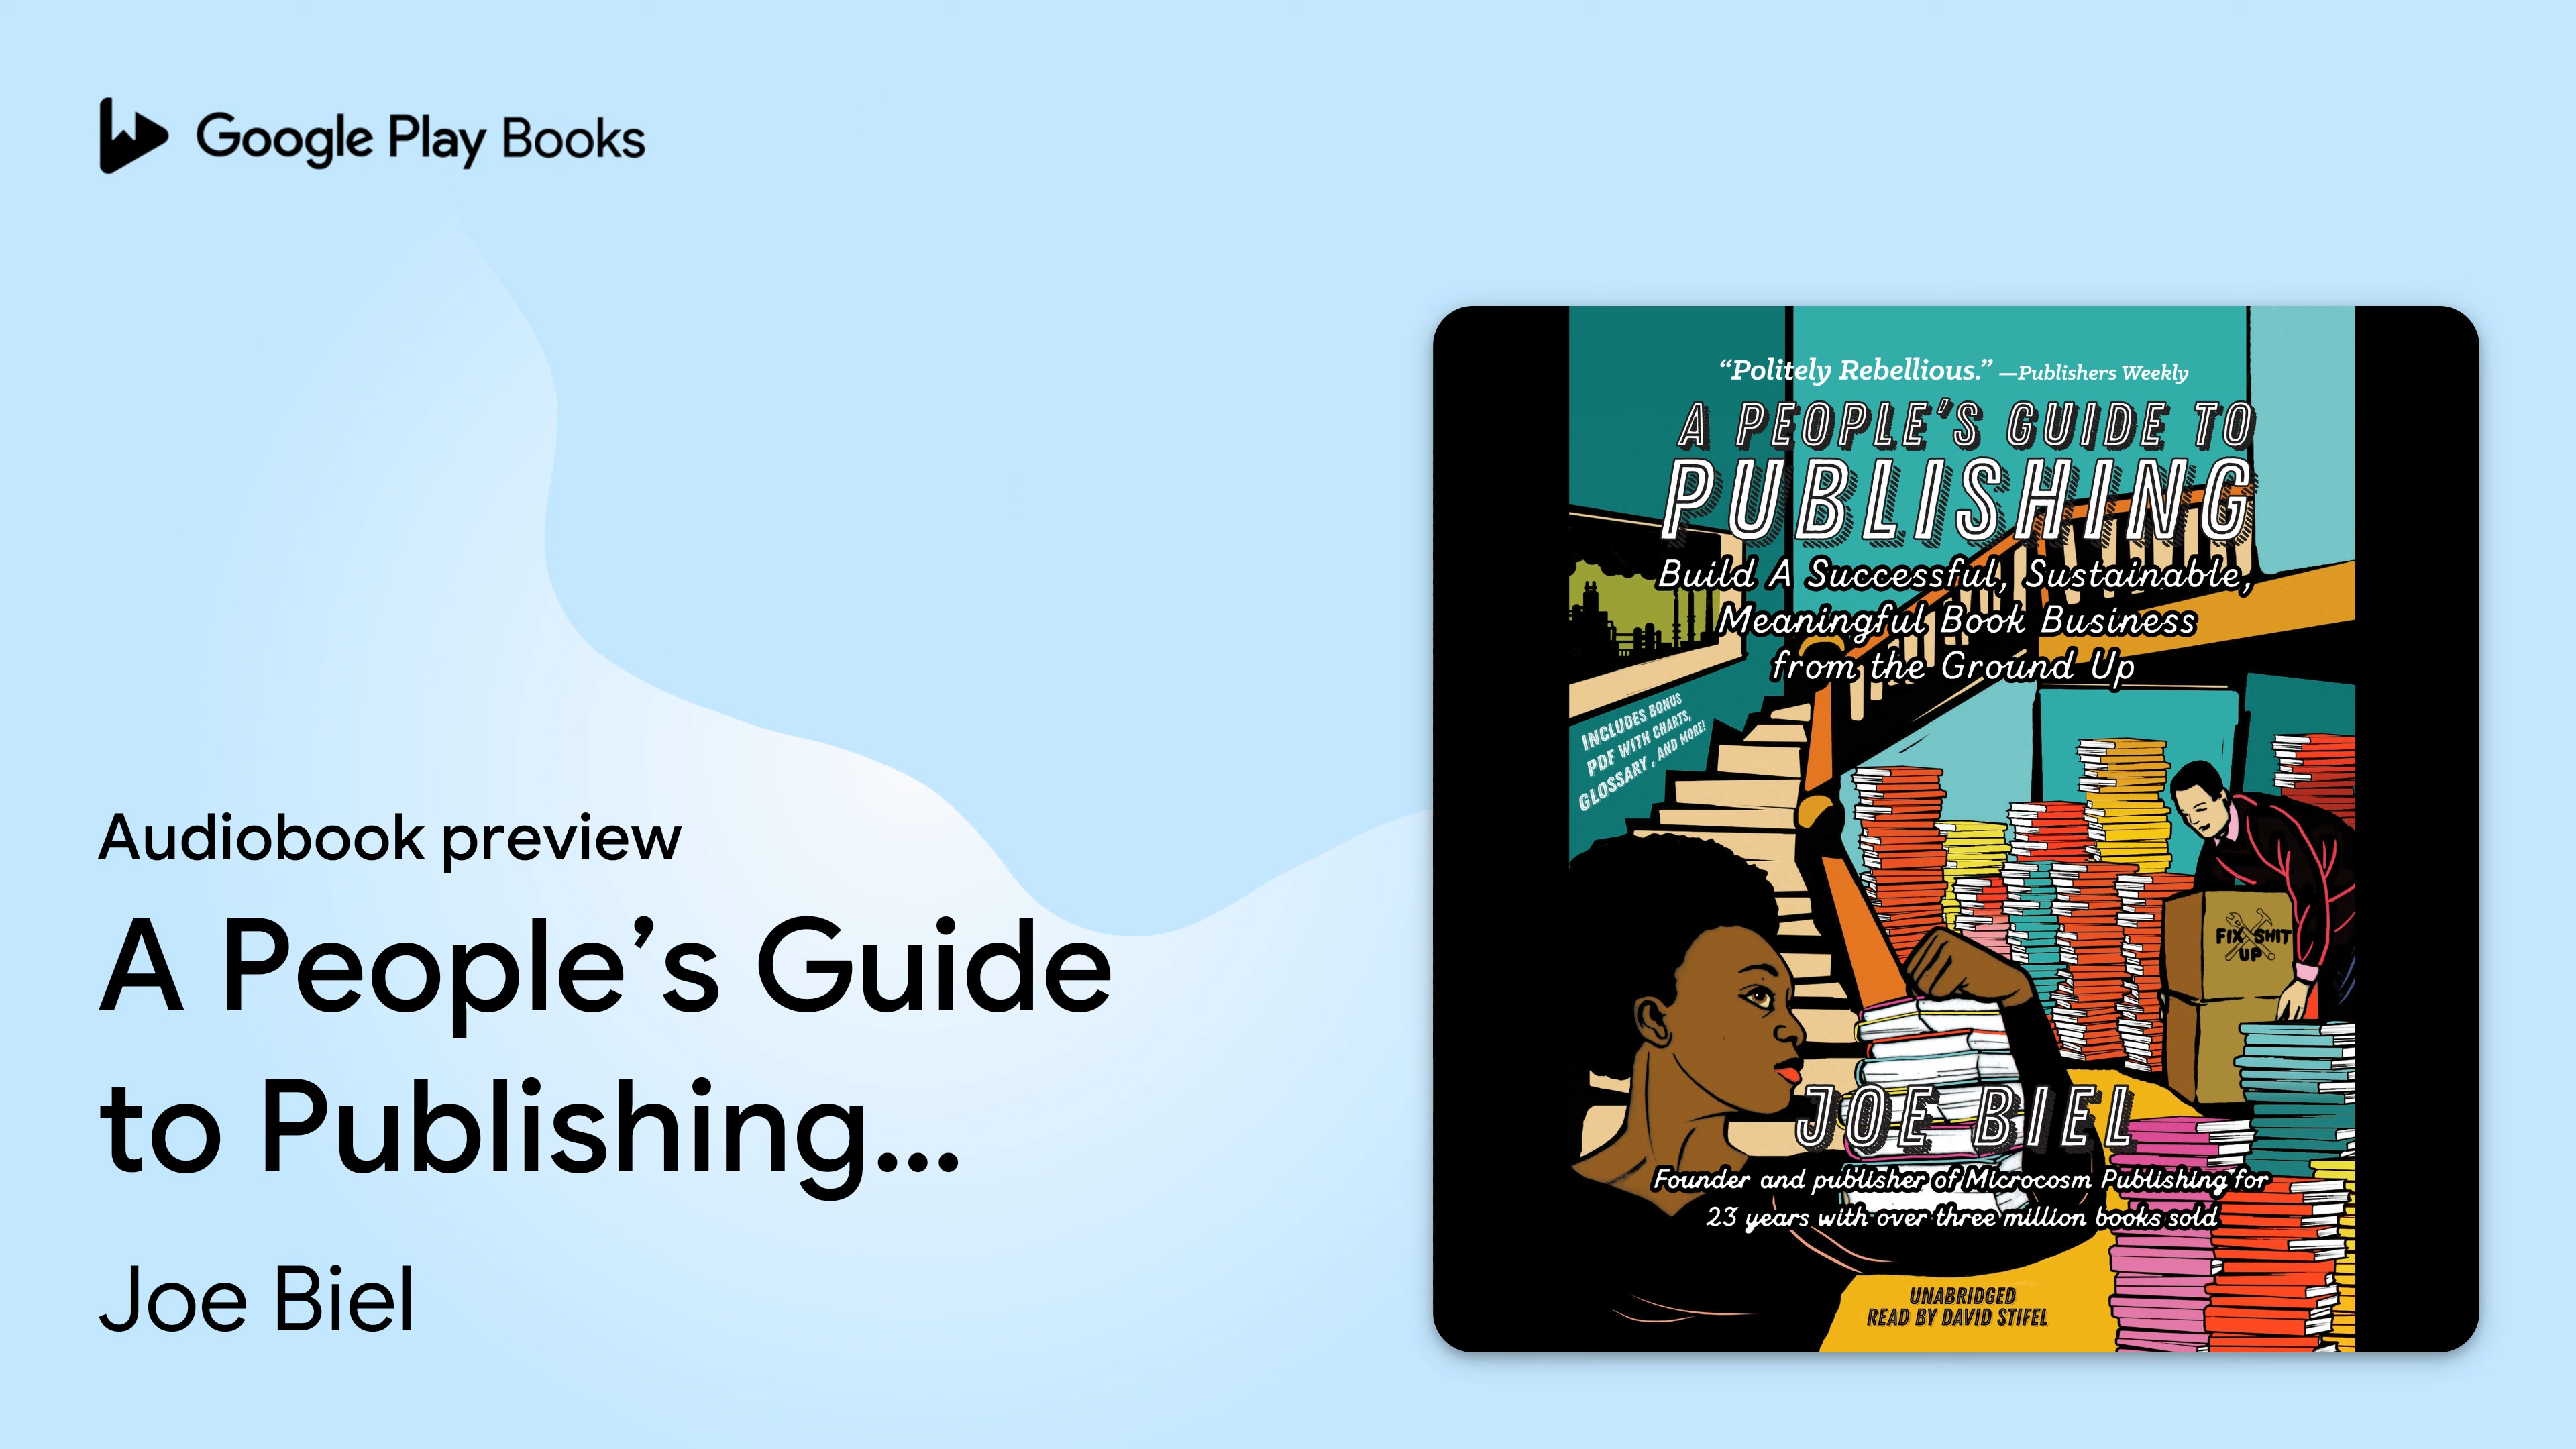 Google Play Books
Audiobook preview
A People’s Guide
to Publishing...
Joe Biel
“Politely Rebellious.” —Publishers Weekly
A PEOPLE’S GUIDE TO
PUBLISHING
Build A Successful, Sustainable,
Meaningful Book Business
from the Ground Up
INCLUDES BONUS
PDF WITH CHARTS,
GLOSSARY , AND MORE!
FIX SHIT
UP
JOE BIEL
Founder and publisher of Microcosm Publishing for
23 years with over three million books sold
UNABRIDGED
READ BY DAVID STIFEL